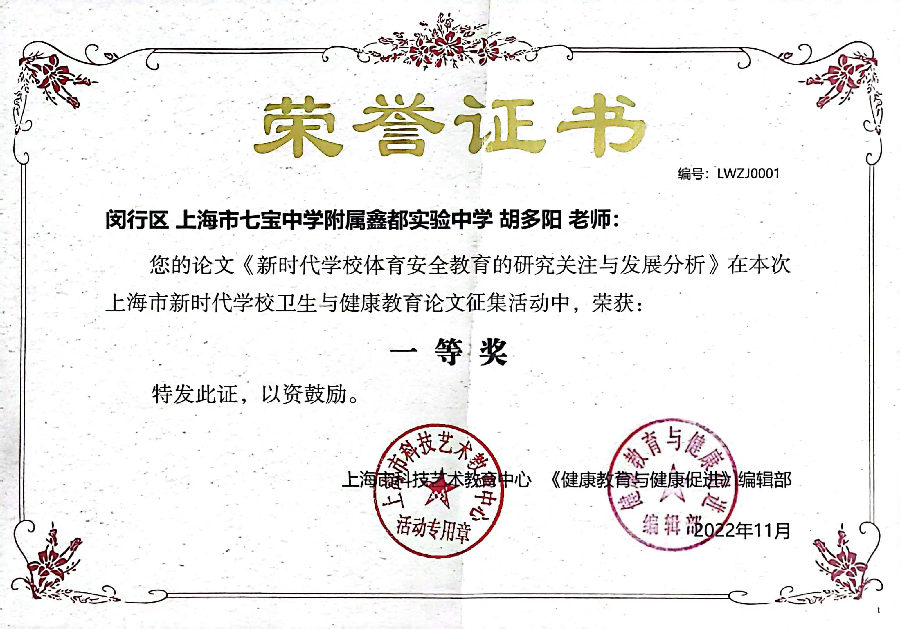 荣誉证书
编号：LWZJ0001
闵行区 上海市七宝中学附属鑫都实验中学 胡多阳 老师：
您的论文《新时代学校体育安全教育的研究关注与发展分析》在本次
上海市新时代学校卫生与健康教育论文征集活动中，荣获：
一等奖
特发此证，以资鼓励。
上海市科技艺术教育中心 《健康教育与健康促进》编辑部
2022年11月
上海市科技艺术教育中心
活动专用章
健康教育与健康促进
编辑部